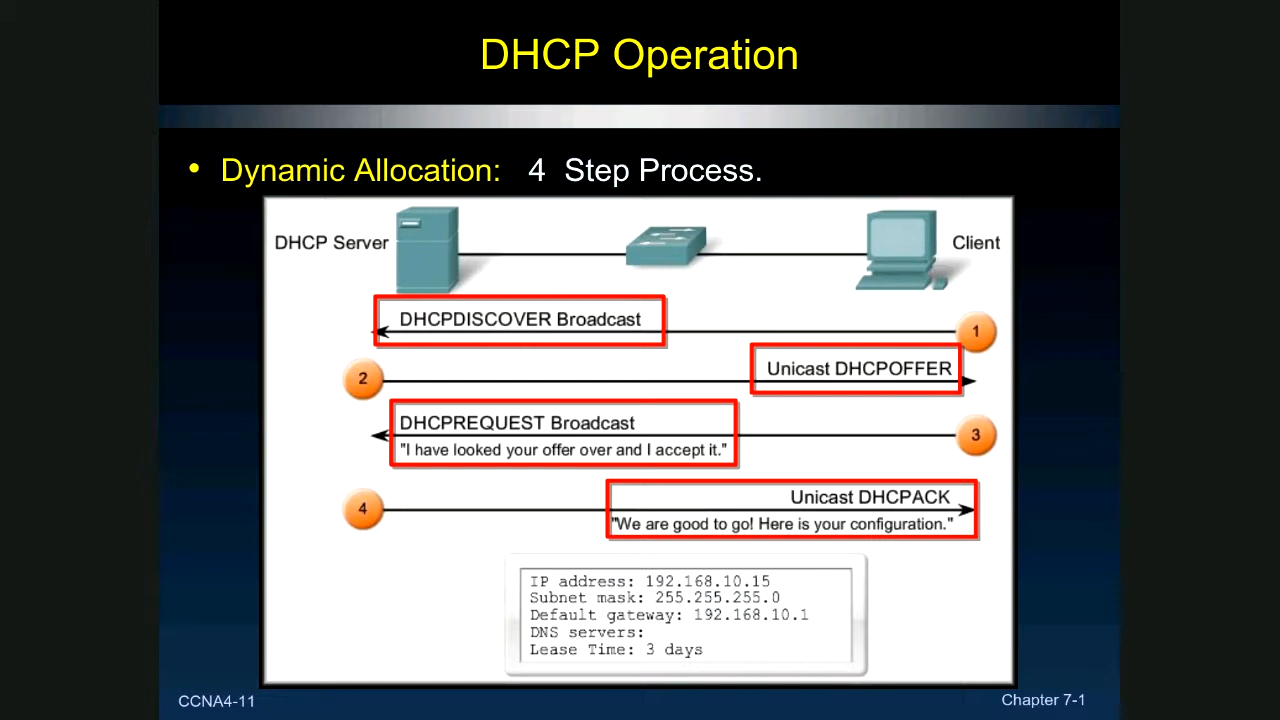 DHCP Operation
• Dynamic Allocation: 4 Step Process.
DHCP Server
Client
DHCPDISCOVER Broadcast
1
2
Unicast DHCPOFFER
DHCPREQUEST Broadcast
"I have looked your offer over and I accept it."
3
4
Unicast DHCPACK
"We are good to go! Here is your configuration."
IP address: 192.168.10.15
Subnet mask: 255.255.255.0
Default gateway: 192.168.10.1
DNS servers:
Lease Time: 3 days
CCNA4-11
Chapter 7-1